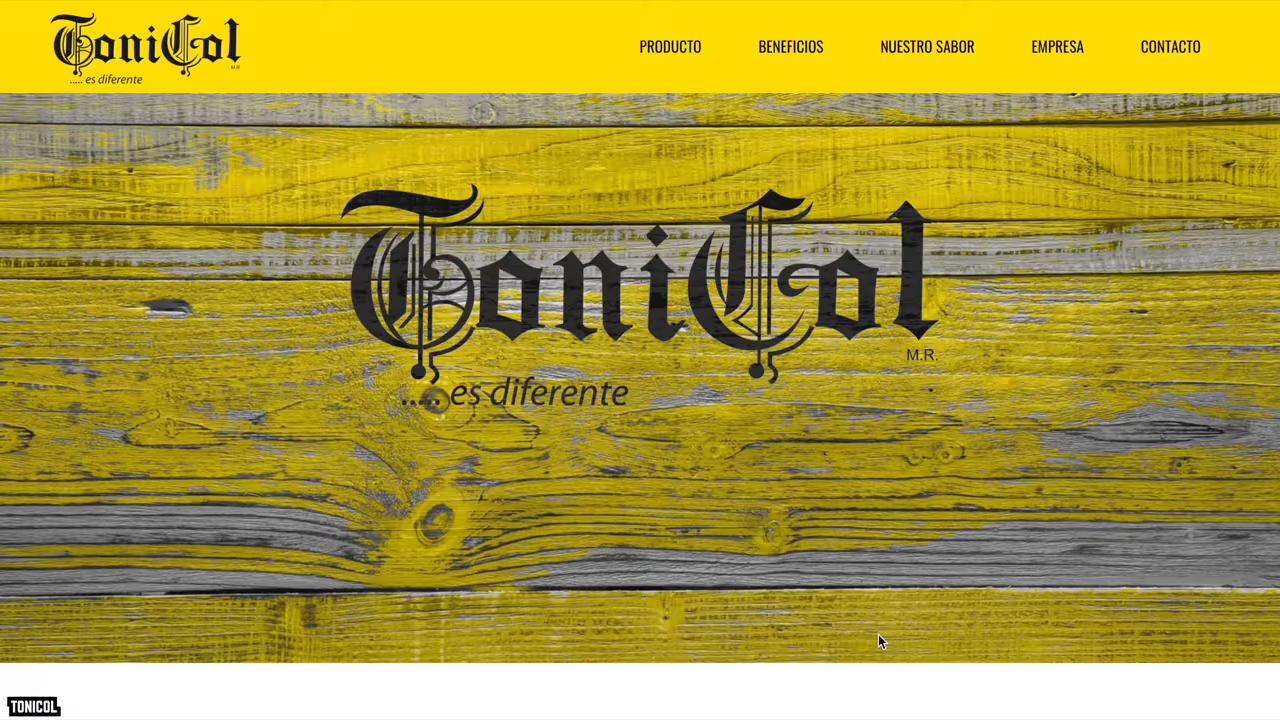 ToniCol
M.R.
..... es diferente
PRODUCTO
BENEFICIOS
NUESTRO SABOR
EMPRESA
CONTACTO
ToniCol
M.R.
..... es diferente
TONICOL